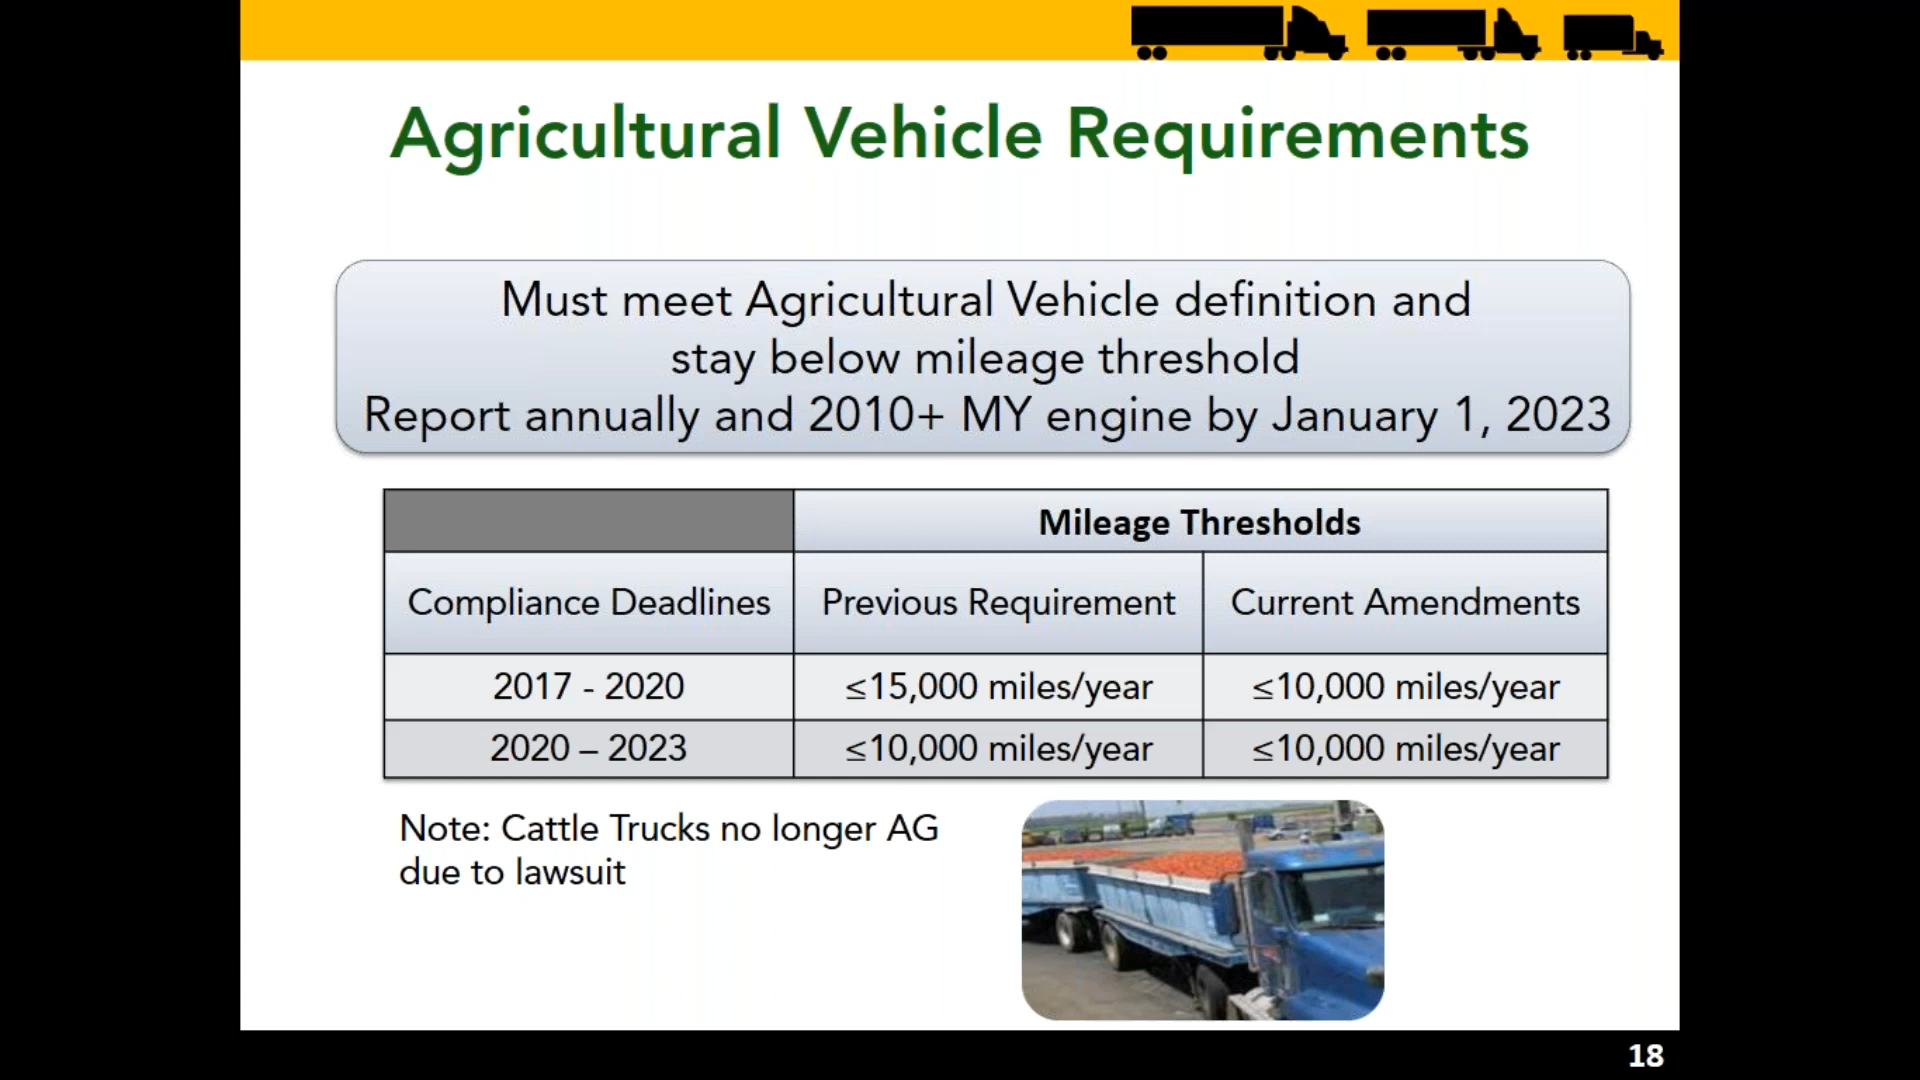 Agricultural Vehicle Requirements
Must meet Agricultural Vehicle definition and
stay below mileage threshold
Report annually and 2010+ MY engine by January 1, 2023
Mileage Thresholds
Compliance Deadlines Previous Requirement Current Amendments
2017 - 2020 ≤15,000 miles/year ≤10,000 miles/year
2020 – 2023 ≤10,000 miles/year ≤10,000 miles/year
Note: Cattle Trucks no longer AG
due to lawsuit
18